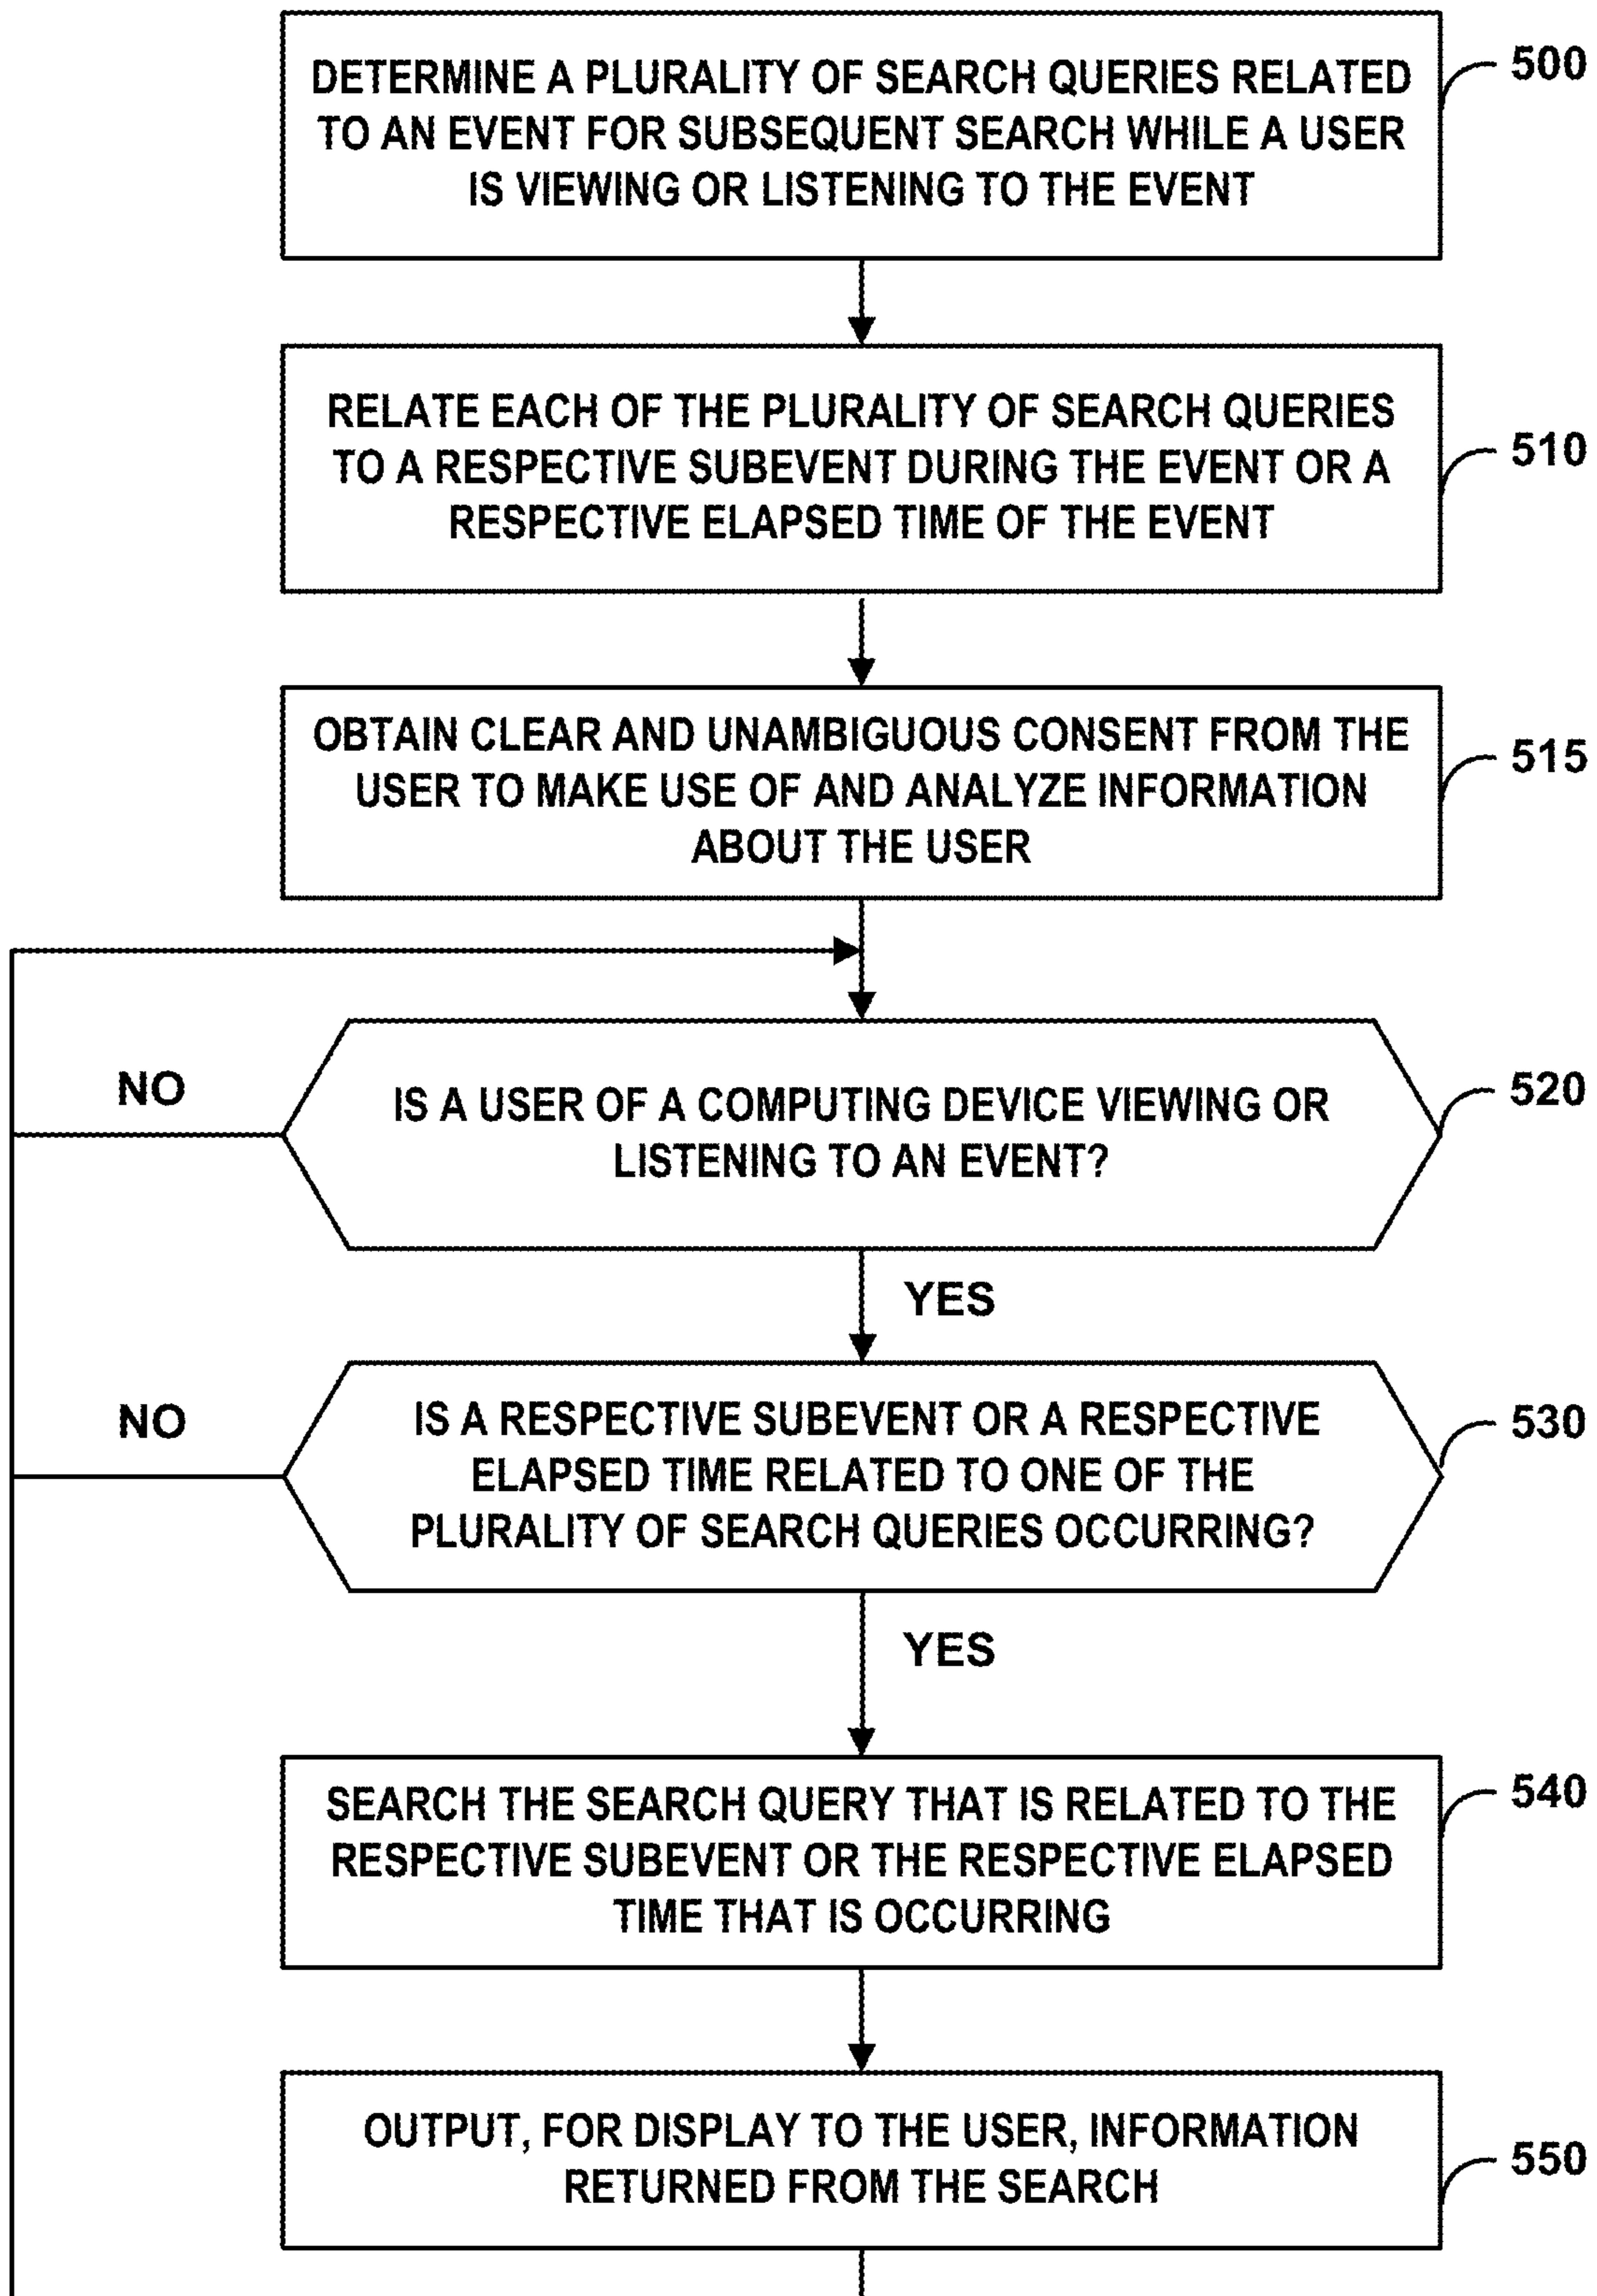 DETERMINE A PLURALITY OF SEARCH QUERIES RELATED
TO AN EVENT FOR SUBSEQUENT SEARCH WHILE A USER
IS VIEWING OR LISTENING TO THE EVENT
500
RELATE EACH OF THE PLURALITY OF SEARCH QUERIES
TO A RESPECTIVE SUBEVENT DURING THE EVENT OR A
RESPECTIVE ELAPSED TIME OF THE EVENT
510
OBTAIN CLEAR AND UNAMBIGUOUS CONSENT FROM THE
USER TO MAKE USE OF AND ANALYZE INFORMATION
ABOUT THE USER
515
NO
IS A USER OF A COMPUTING DEVICE VIEWING OR
LISTENING TO AN EVENT?
520
YES
NO
IS A RESPECTIVE SUBEVENT OR A RESPECTIVE
ELAPSED TIME RELATED TO ONE OF THE
PLURALITY OF SEARCH QUERIES OCCURRING?
530
YES
SEARCH THE SEARCH QUERY THAT IS RELATED TO THE
RESPECTIVE SUBEVENT OR THE RESPECTIVE ELAPSED
TIME THAT IS OCCURRING
540
OUTPUT, FOR DISPLAY TO THE USER, INFORMATION
RETURNED FROM THE SEARCH
550